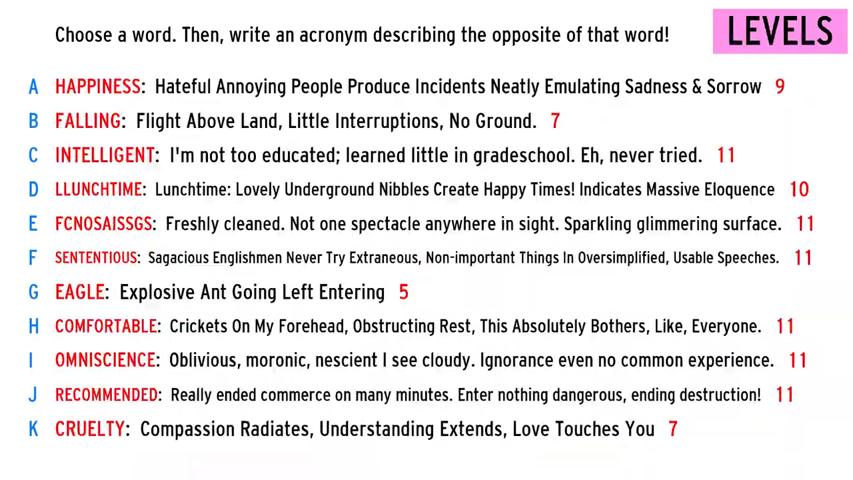 Choose a word. Then, write an acronym describing the opposite of that word!
LEVELS
A HAPPINESS: Hateful Annoying People Produce Incidents Neatly Emulating Sadness & Sorrow 9
B FALLING: Flight Above Land, Little Interruptions, No Ground. 7
C INTELLIGENT: I'm not too educated; learned little in gradeschool. Eh, never tried. 11
D LLUNCHTIME: Lunchtime: Lovely Underground Nibbles Create Happy Times! Indicates Massive Eloquence 10
E FCNOSAISSGS: Freshly cleaned. Not one spectacle anywhere in sight. Sparkling glimmering surface. 11
F SENTENTIOUS: Sagacious Englishmen Never Try Extraneous, Non-important Things In Oversimplified, Usable Speeches. 11
G EAGLE: Explosive Ant Going Left Entering 5
H COMFORTABLE: Crickets On My Forehead, Obstructing Rest, This Absolutely Bothers, Like, Everyone. 11
I OMNISCIENCE: Oblivious, moronic, nescient I see cloudy. Ignorance even no common experience. 11
J RECOMMENDED: Really ended commerce on many minutes. Enter nothing dangerous, ending destruction! 11
K CRUELTY: Compassion Radiates, Understanding Extends, Love Touches You 7